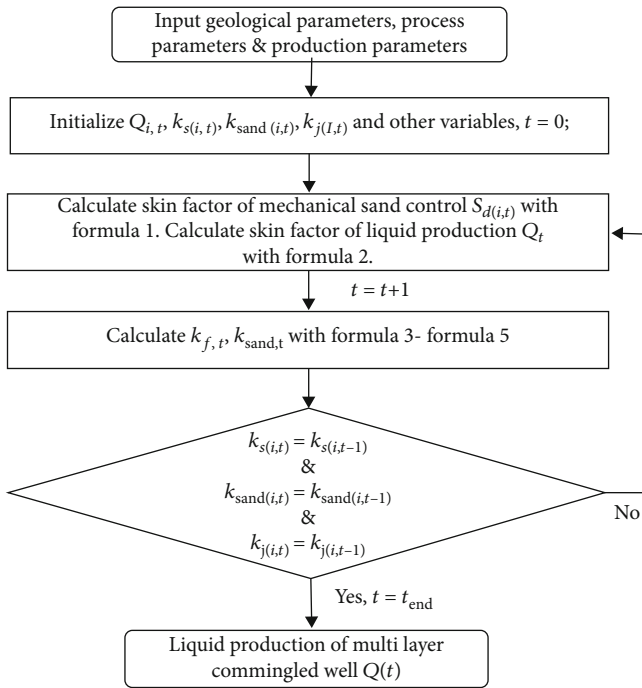 Input geological parameters, process
parameters & production parameters
Initialize Q_{i, t}, k_{s(i, t)}, k_{sand (i,t)}, k_{j(I,t)} and other variables, t = 0;
Calculate skin factor of mechanical sand control S_{d(i,t)} with
formula 1. Calculate skin factor of liquid production Q_t
with formula 2.
t = t+1
Calculate k_{f, t}, k_{sand,t} with formula 3- formula 5
k_{s(i,t)} = k_{s(i,t–1)}
&
k_{sand(i,t)} = k_{sand(i,t–1)}
&
k_{j(i,t)} = k_{j(i,t–1)}
No
Yes, t = t_{end}
Liquid production of multi layer
commingled well Q(t)